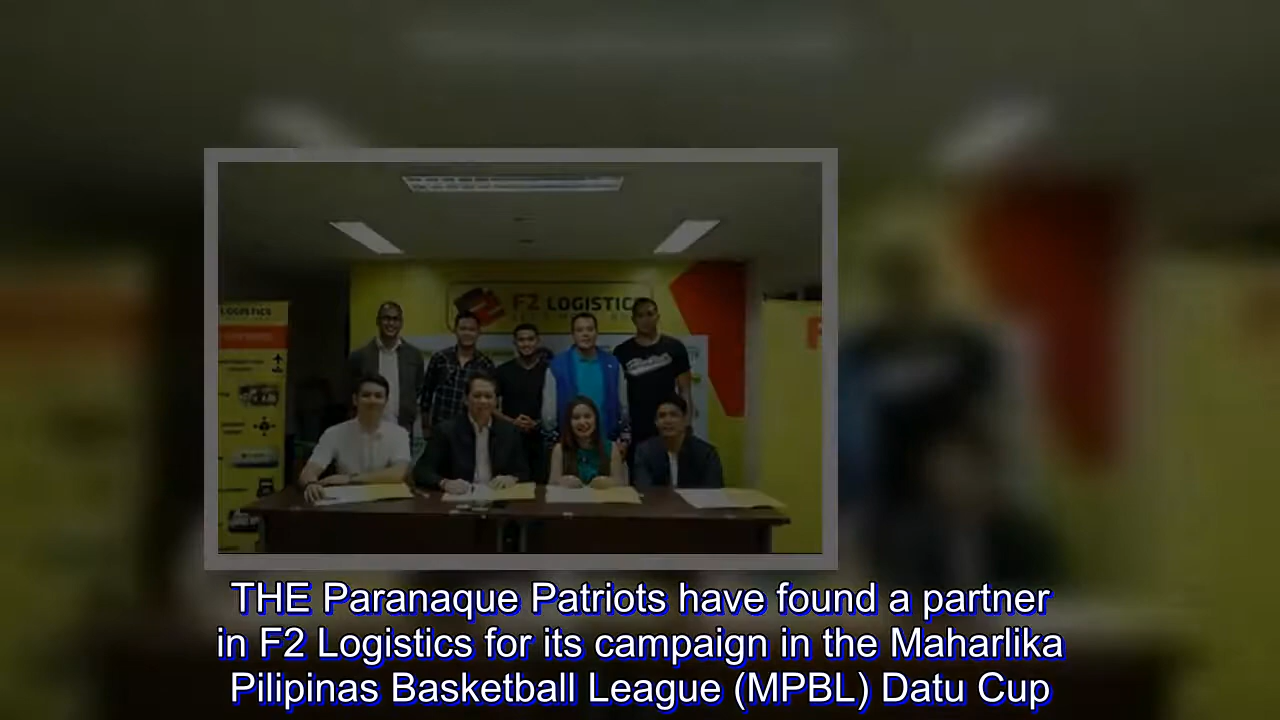 F2 LOGISTICS
LOGISTICS
THE Paranaque Patriots have found a partner
in F2 Logistics for its campaign in the Maharlika
Pilipinas Basketball League (MPBL) Datu Cup